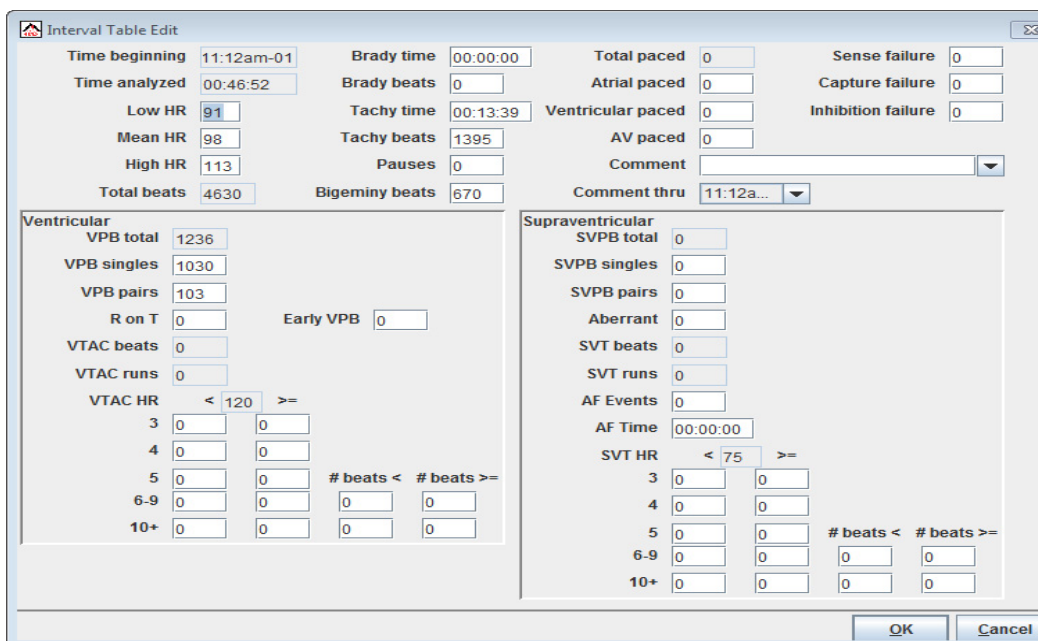 Interval Table Edit
Time beginning 11:12am-01 Brady time 00:00:00 Total paced 0 Sense failure 0
Time analyzed 00:46:52 Brady beats 0 Atrial paced 0 Capture failure 0
Low HR 91 Tachy time 00:13:39 Ventricular paced 0 Inhibition failure 0
Mean HR 98 Tachy beats 1395 AV paced 0
High HR 113 Pauses 0 Comment
Total beats 4630 Bigeminy beats 670 Comment thru 11:12a...
Ventricular
VPB total 1236
VPB singles 1030
VPB pairs 103
R on T 0 Early VPB 0
VTAC beats 0
VTAC runs 0
VTAC HR < 120 >=
3 0 0
4 0 0
5 0 0 # beats < # beats >=
6-9 0 0 0 0
10+ 0 0 0 0
Supraventricular
SVPB total 0
SVPB singles 0
SVPB pairs 0
Aberrant 0
SVT beats 0
SVT runs 0
AF Events 0
AF Time 00:00:00
SVT HR < 75 >=
3 0 0
4 0 0
5 0 0 # beats < # beats >=
6-9 0 0 0 0
10+ 0 0 0 0
OK Cancel